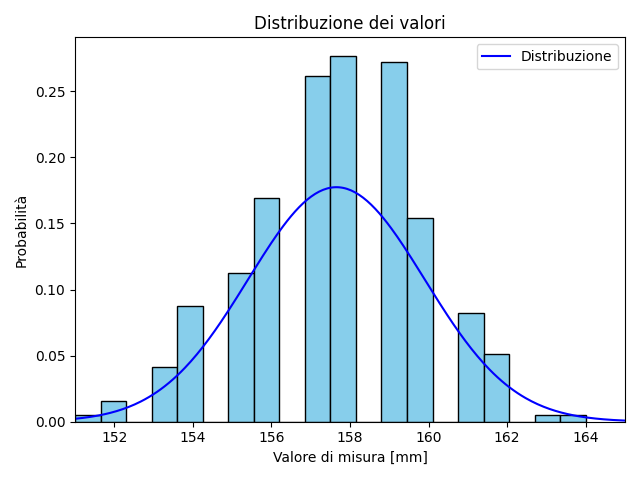 Distribuzione dei valori
Distribuzione
Probabilità
0.25
0.20
0.15
0.10
0.05
0.00
152 154 156 158 160 162 164
Valore di misura [mm]